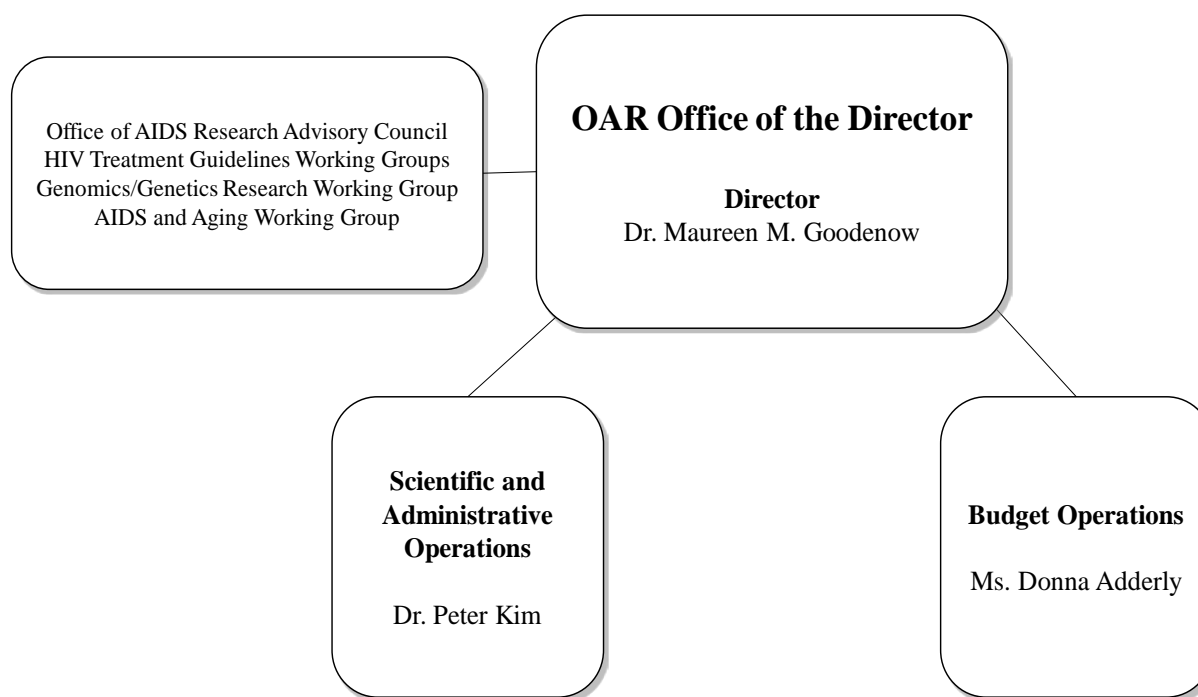 Office of AIDS Research Advisory Council
HIV Treatment Guidelines Working Groups
Genomics/Genetics Research Working Group
AIDS and Aging Working Group
OAR Office of the Director
Director
Dr. Maureen M. Goodenow
Scientific and
Administrative
Operations
Dr. Peter Kim
Budget Operations
Ms. Donna Adderly